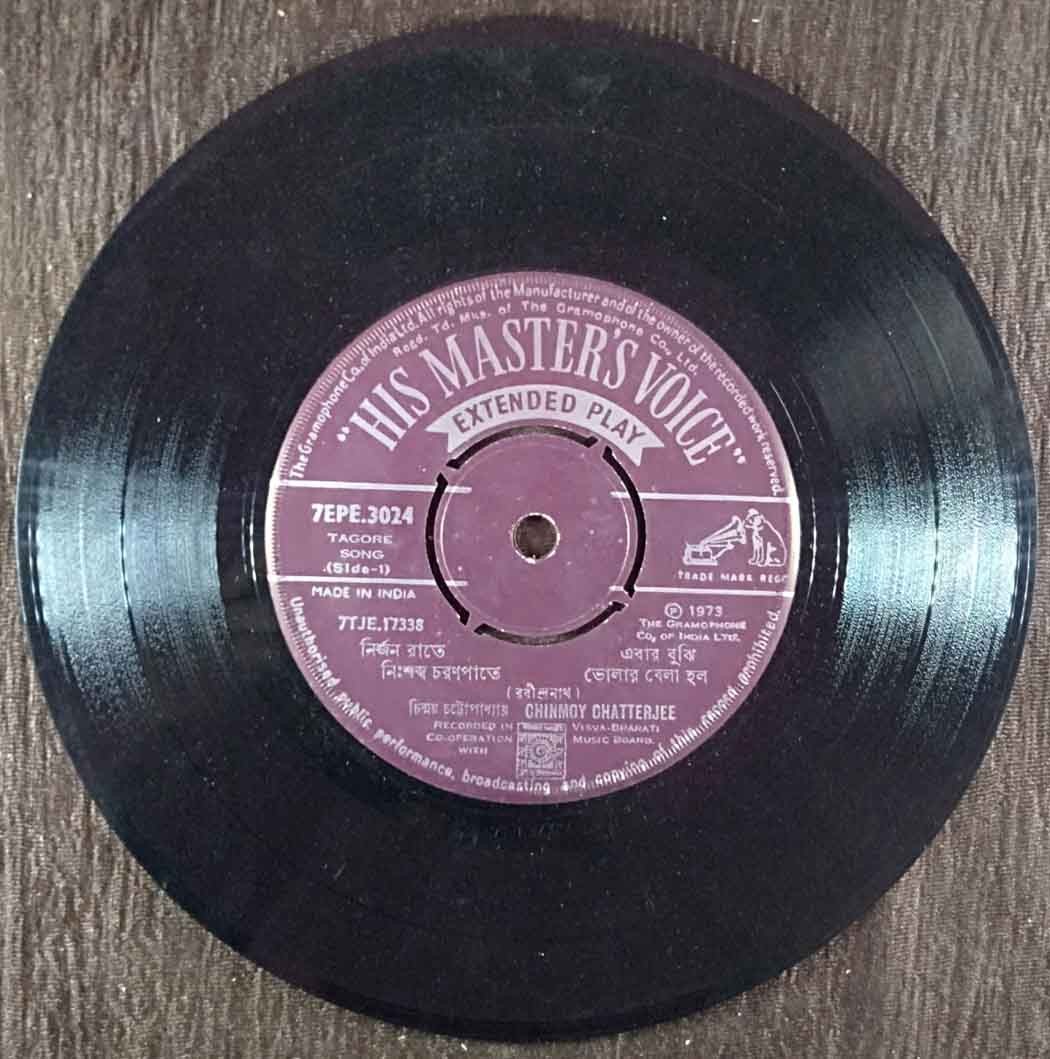 The Gramophone Co. of India Ltd. All rights of the Manufacturer and of the owner of the recorded work reserved.
Regd. Td. Mks. of The Gramophone Co., Ltd.
"HIS MASTER'S VOICE"
EXTENDED PLAY
7EPE.3024
TAGORE
SONG
(Side-1)
MADE IN INDIA
TRADE MARK REGD
7TJE.17338
Ⓟ 1973
THE GRAMOPHONE
CO, OF INDIA LTD.
নির্জন রাতে
নিঃশব্দ চরণপাতে
এবার বুঝি
ভোলার বেলা হল
(রবীন্দ্রনাথ)
চিন্ময় চট্টোপাধ্যায় CHINMOY CHATTERJEE
RECORDED IN VISVA-BHARATI
CO-OPERATION MUSIC BOARD.
WITH
Unauthorised public performance, broadcasting and copying of this record prohibited.